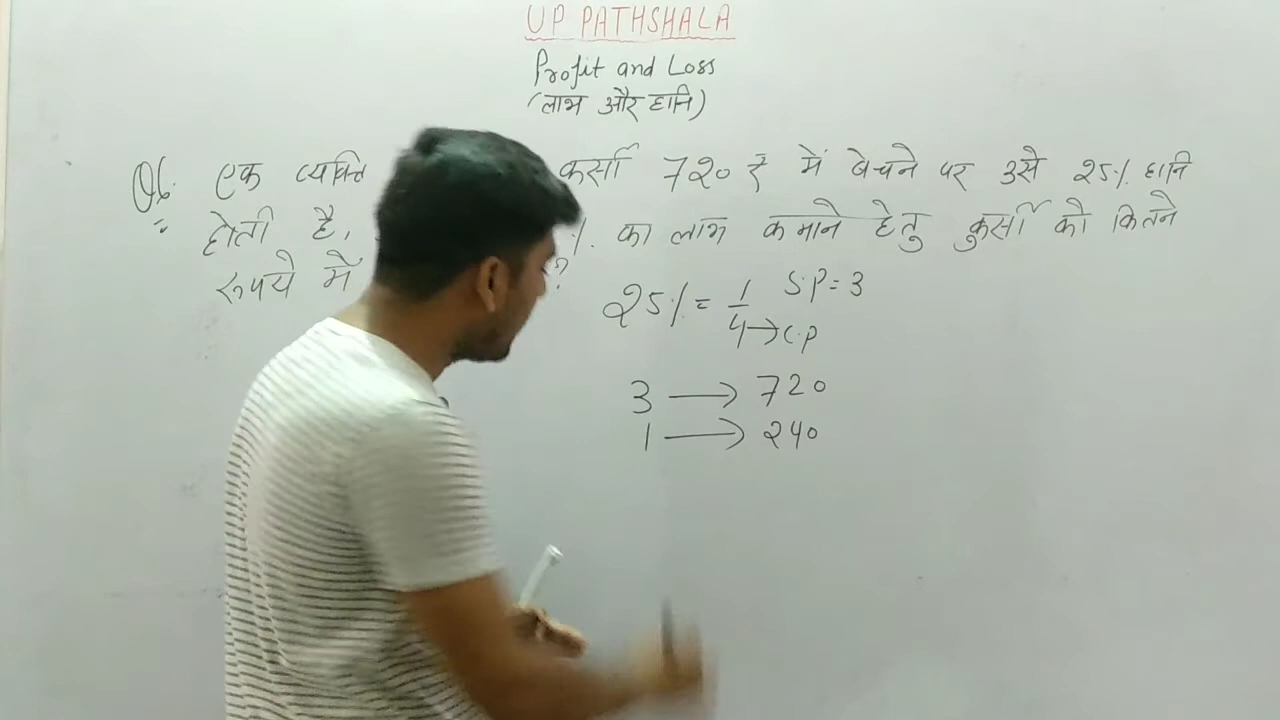 UP PATHSHALA
Profit and Loss
(लाभ और हानि)
Q6. एक व्यक्ति कुर्सी 720 ₹ में बेचने पर उसे 25% हानि
होती है, %. का लाभ कमाने हेतु कुर्सी को कितने
रूपये में ?
25% = 1/4 → C.P S.P = 3
3 → 720
1 → 240